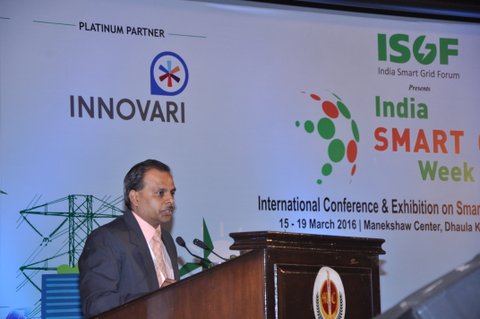 PLATINUM PARTNER
INNOVARI
ISGF
India Smart Grid Forum
Presents
India
SMART
Week
International Conference & Exhibition on Smar
15 - 19 March 2016 | Manekshaw Center, Dhaula K